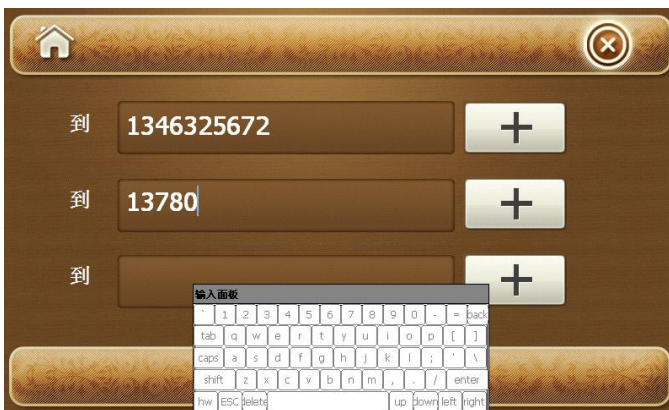 到 1346325672 +
到 13780 +
到 +
输入面板
` 1 2 3 4 5 6 7 8 9 0 - = back
tab q w e r t y u i o p [ ]
caps a s d f g h j k l ; ' \
shift z x c v b n m , . / enter
hw ESC delete up down left right